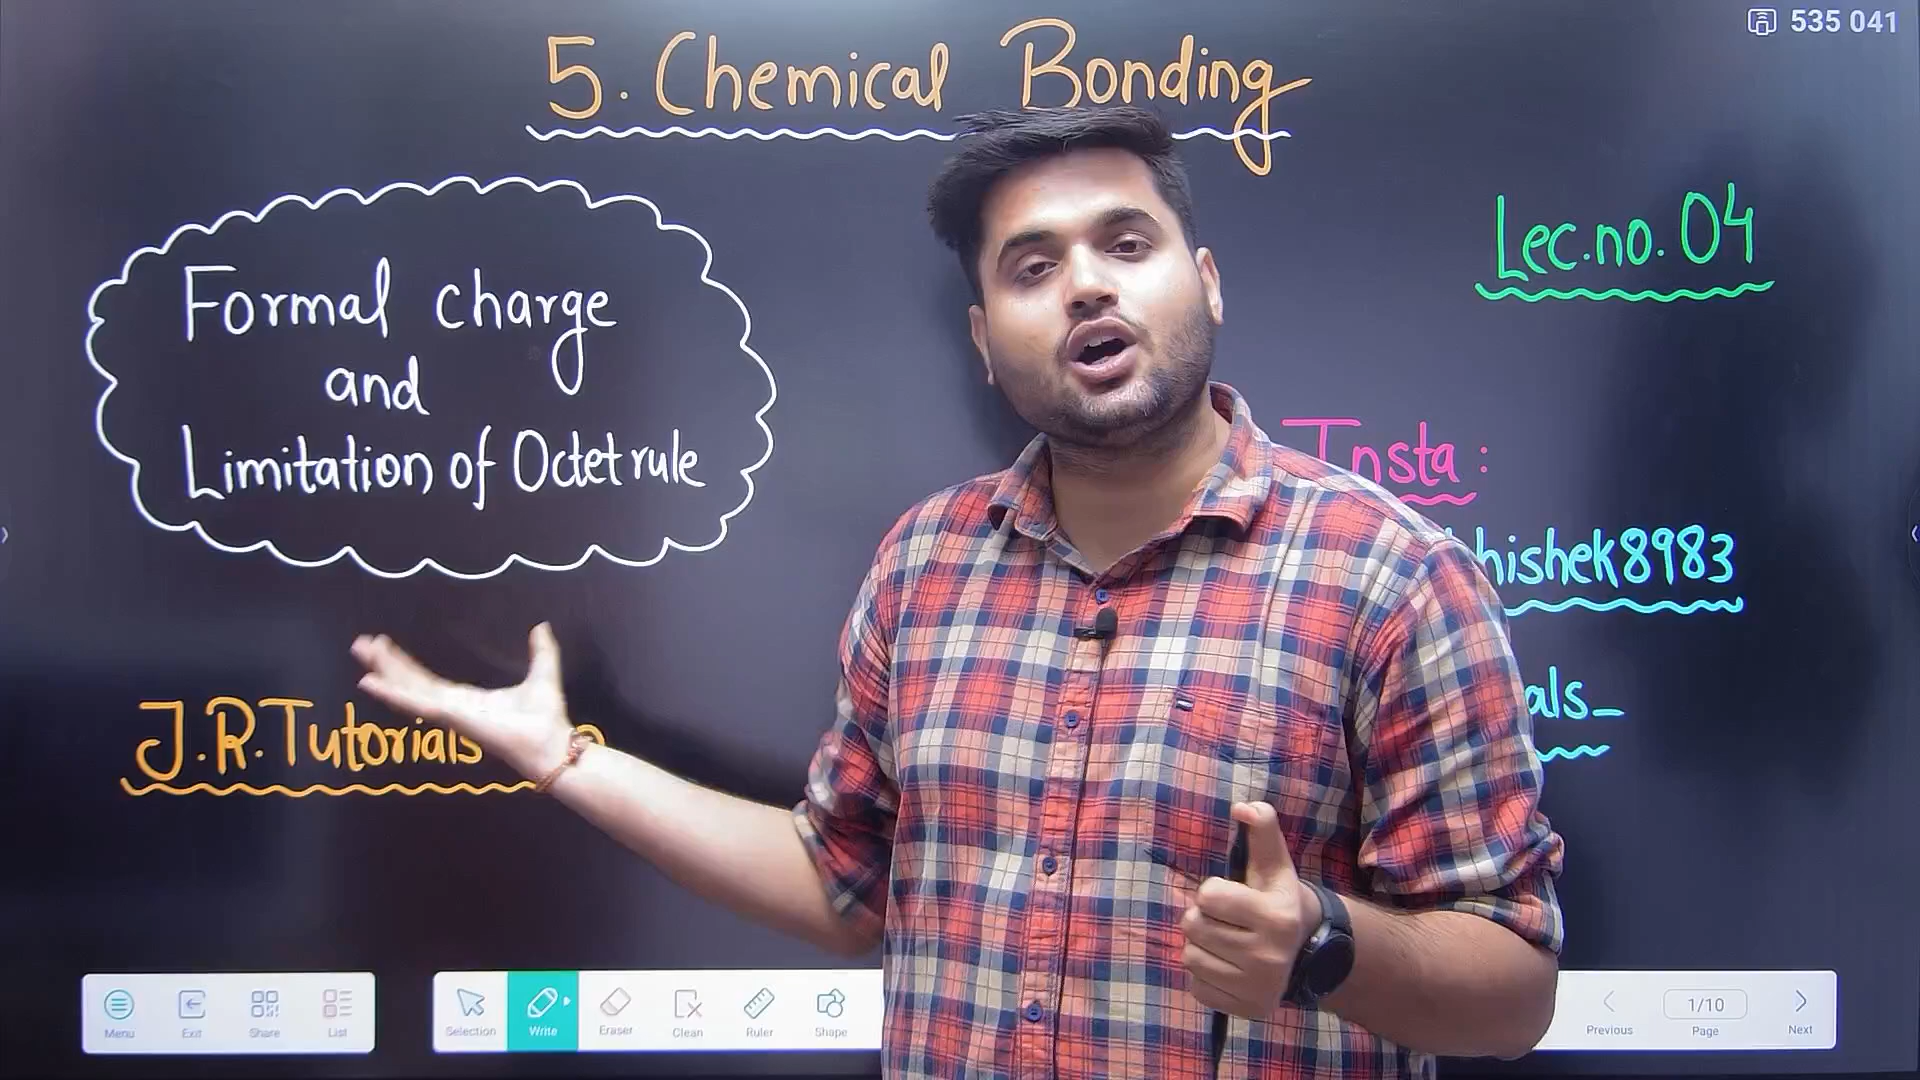 535 041
5. Chemical Bonding
Lec.no. 04
Formal charge
and
Limitation of Octet rule
Insta:
hishek8983
als_
J.R.Tutorials
Menu
Exit
Share
List
Selection
Write
Eraser
Clean
Ruler
Shape
Previous
1/10
Page
Next